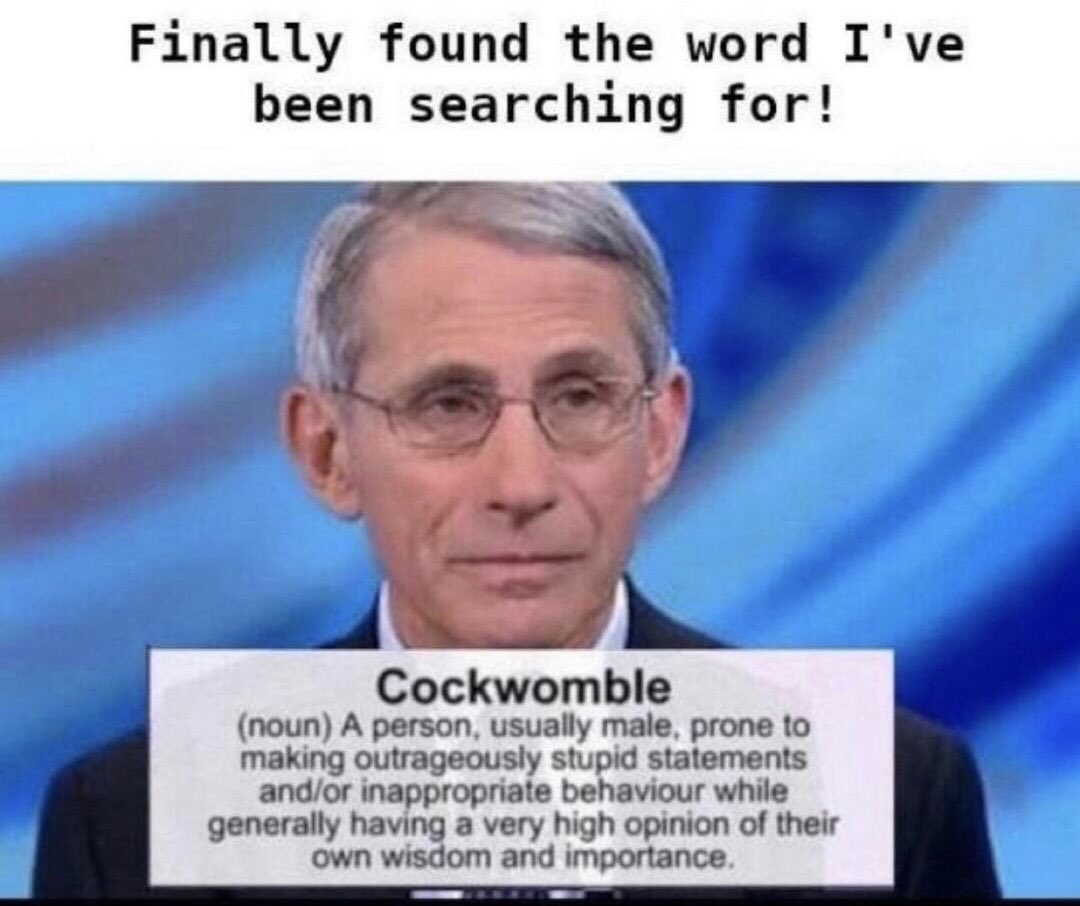 Finally found the word I've
been searching for!
Cockwomble
(noun) A person, usually male, prone to
making outrageously stupid statements
and/or inappropriate behaviour while
generally having a very high opinion of their
own wisdom and importance.